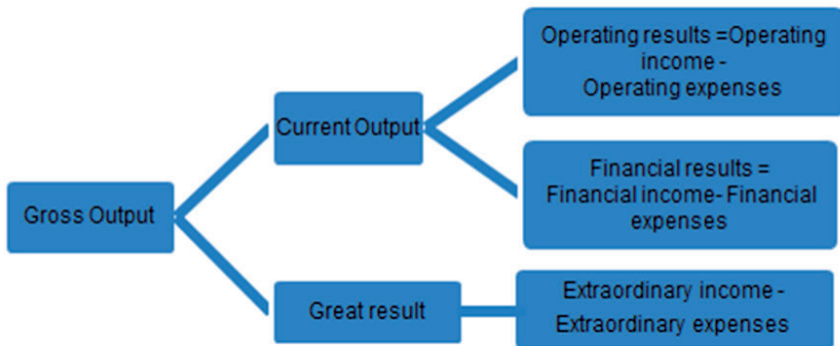 Operating results =Operating
income -
Operating expenses
Current Output
Financial results =
Financial income- Financial
expenses
Gross Output
Great result
Extraordinary income -
Extraordinary expenses